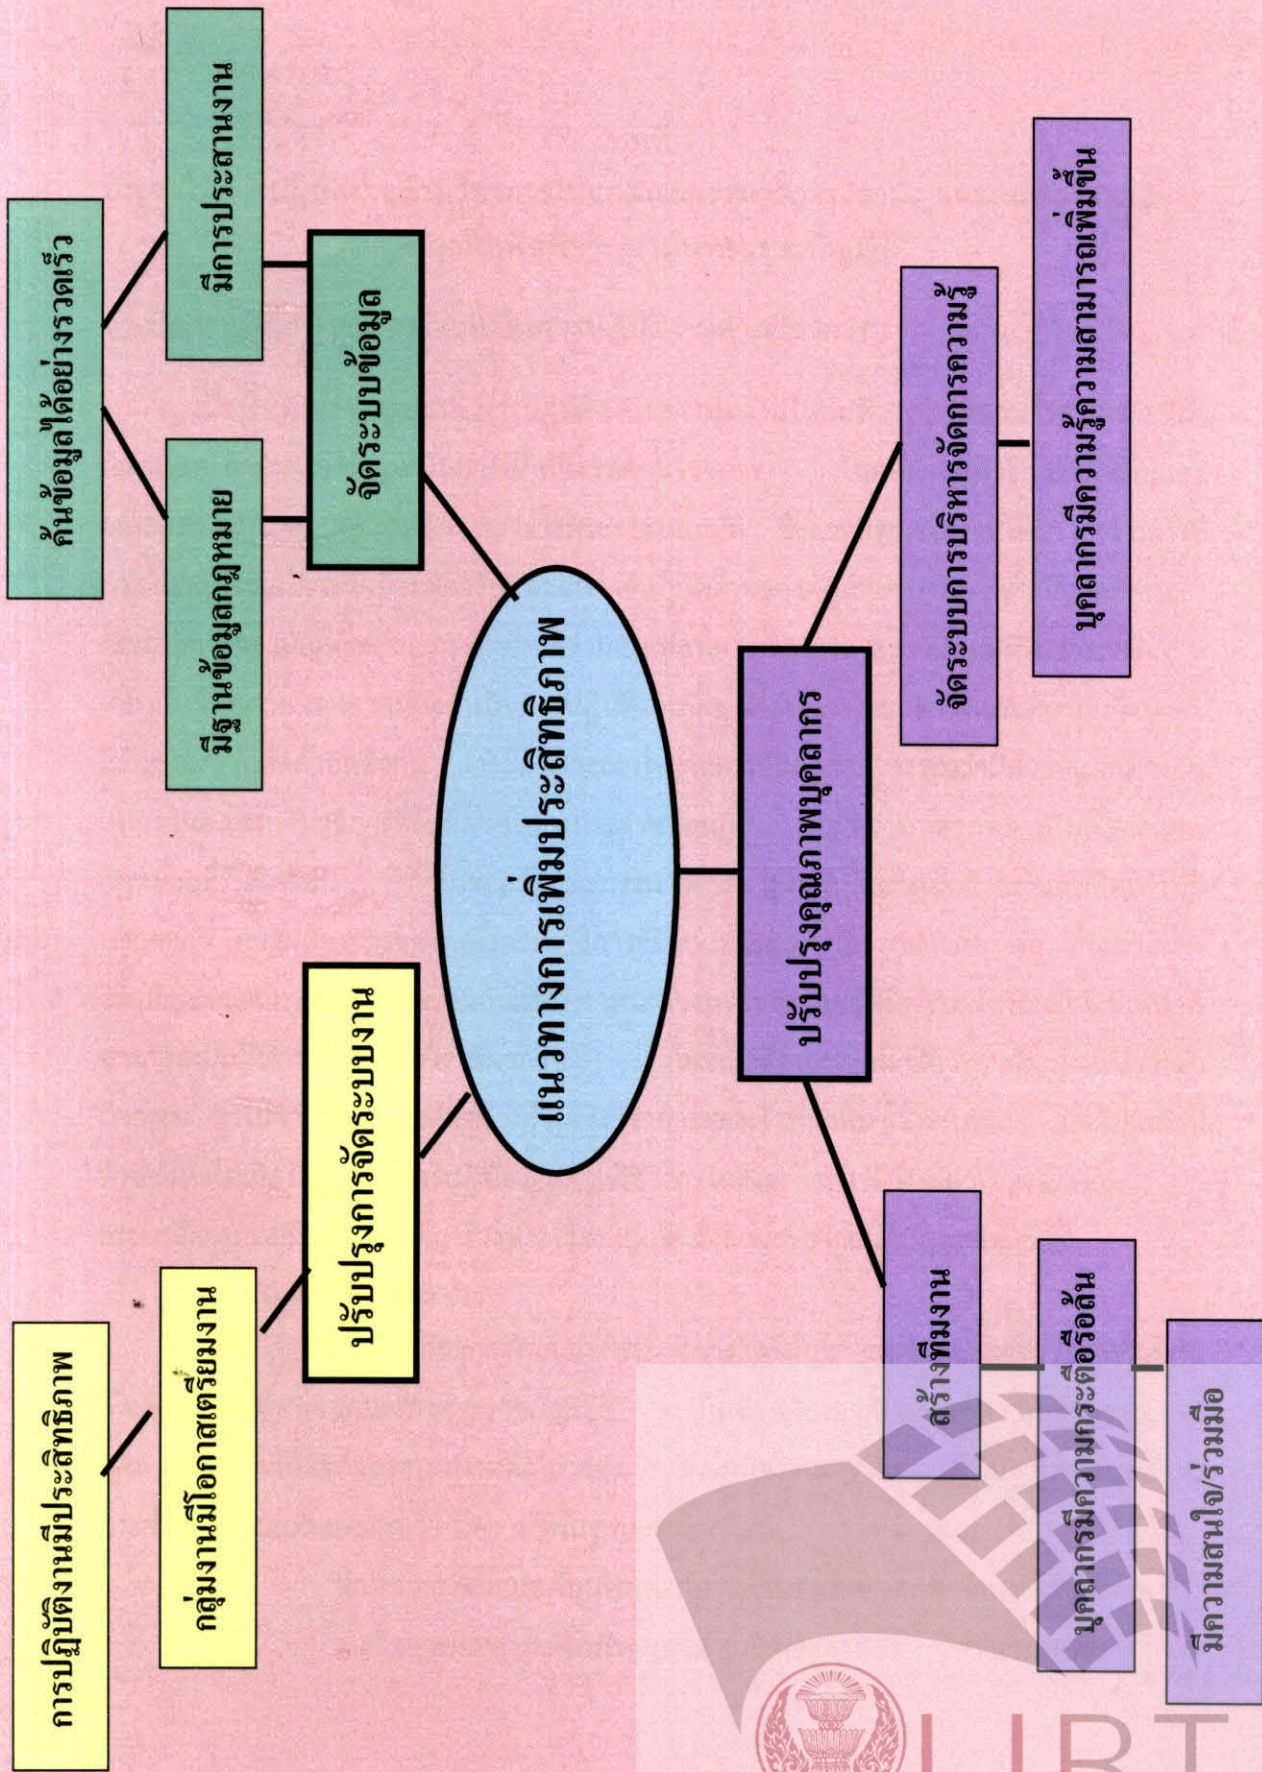 การปฏิบัติงานมีประสิทธิภาพ
ค้นข้อมูลได้อย่างรวดเร็ว
กลุ่มงานมีโอกาสเตรียมงาน
มีฐานข้อมูลกฎหมาย
มีการประสานงาน
ปรับปรุงการจัดระบบงาน
จัดระบบข้อมูล
แนวทางการเพิ่มประสิทธิภาพ
ปรับปรุงคุณภาพบุคลากร
สร้างทีมงาน
จัดระบบการบริหารจัดการความรู้
บุคลากรมีความกระตือรือล้น
บุคลากรมีความรู้ความสามารถเพิ่มขึ้น
มีความสนใจ/ร่วมมือ
LIRT